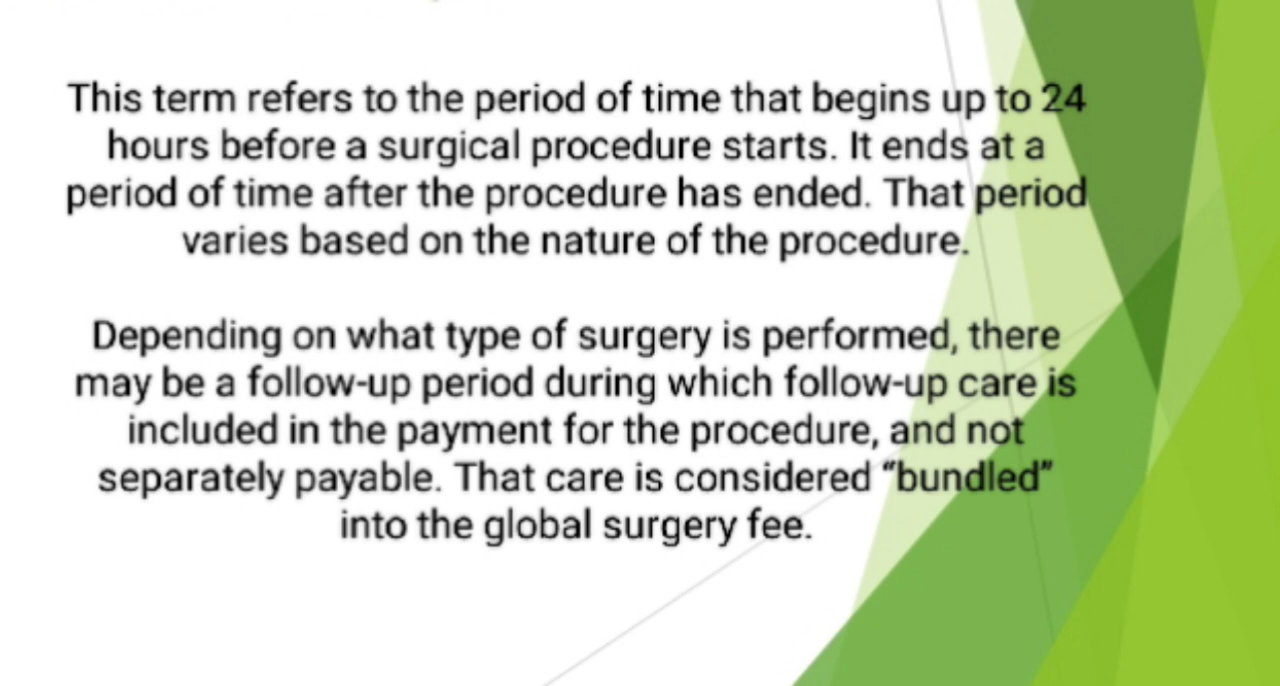 This term refers to the period of time that begins up to 24
hours before a surgical procedure starts. It ends at a
period of time after the procedure has ended. That period
varies based on the nature of the procedure.
Depending on what type of surgery is performed, there
may be a follow-up period during which follow-up care is
included in the payment for the procedure, and not
separately payable. That care is considered “bundled”
into the global surgery fee.